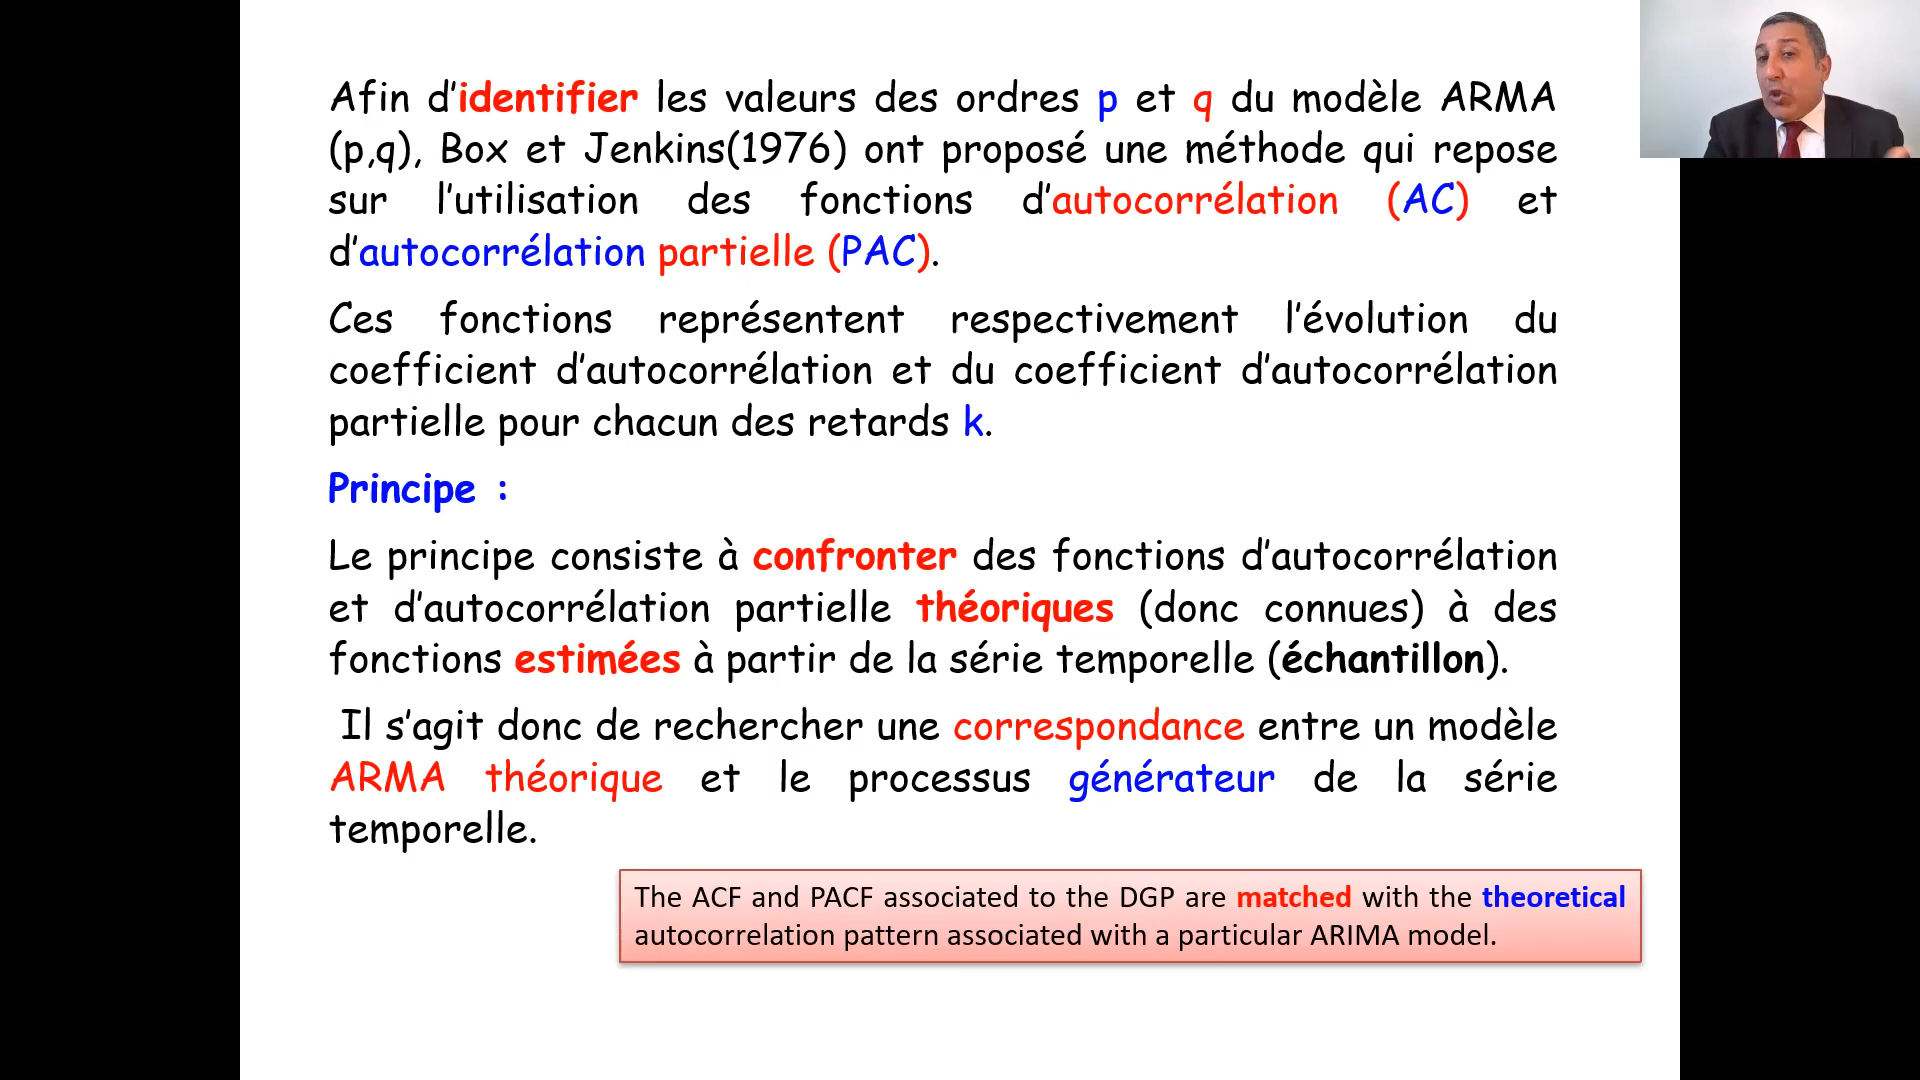 Afin d’identifier les valeurs des ordres p et q du modèle ARMA
(p,q), Box et Jenkins(1976) ont proposé une méthode qui repose
sur l’utilisation des fonctions d’autocorrélation (AC) et
d’autocorrélation partielle (PAC).
Ces fonctions représentent respectivement l’évolution du
coefficient d’autocorrélation et du coefficient d’autocorrélation
partielle pour chacun des retards k.
Principe :
Le principe consiste à confronter des fonctions d’autocorrélation
et d’autocorrélation partielle théoriques (donc connues) à des
fonctions estimées à partir de la série temporelle (échantillon).
Il s’agit donc de rechercher une correspondance entre un modèle
ARMA théorique et le processus générateur de la série
temporelle.
The ACF and PACF associated to the DGP are matched with the theoretical
autocorrelation pattern associated with a particular ARIMA model.